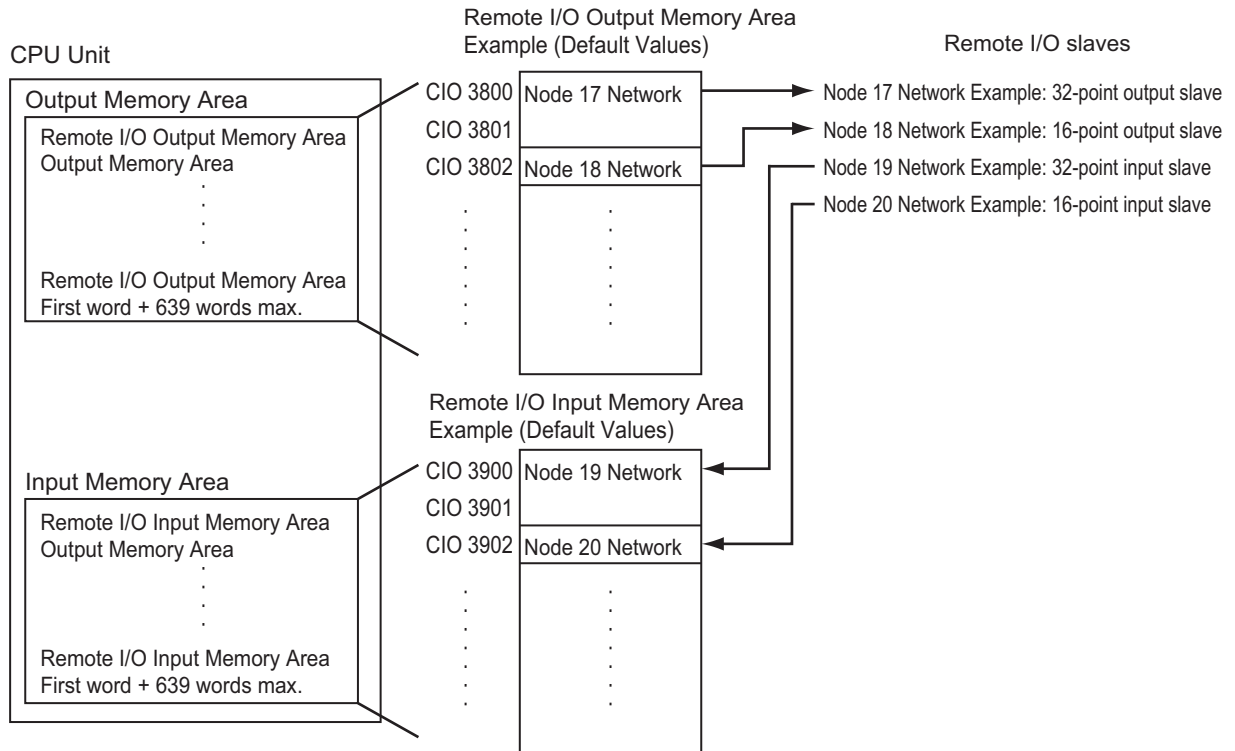 CPU Unit
Output Memory Area
Remote I/O Output Memory Area
Output Memory Area
Remote I/O Output Memory Area
First word + 639 words max.
Input Memory Area
Remote I/O Input Memory Area
Output Memory Area
Remote I/O Input Memory Area
First word + 639 words max.
Remote I/O Output Memory Area
Example (Default Values)
CIO 3800 Node 17 Network
CIO 3801
CIO 3802 Node 18 Network
Remote I/O Input Memory Area
Example (Default Values)
CIO 3900 Node 19 Network
CIO 3901
CIO 3902 Node 20 Network
Remote I/O slaves
Node 17 Network Example: 32-point output slave
Node 18 Network Example: 16-point output slave
Node 19 Network Example: 32-point input slave
Node 20 Network Example: 16-point input slave